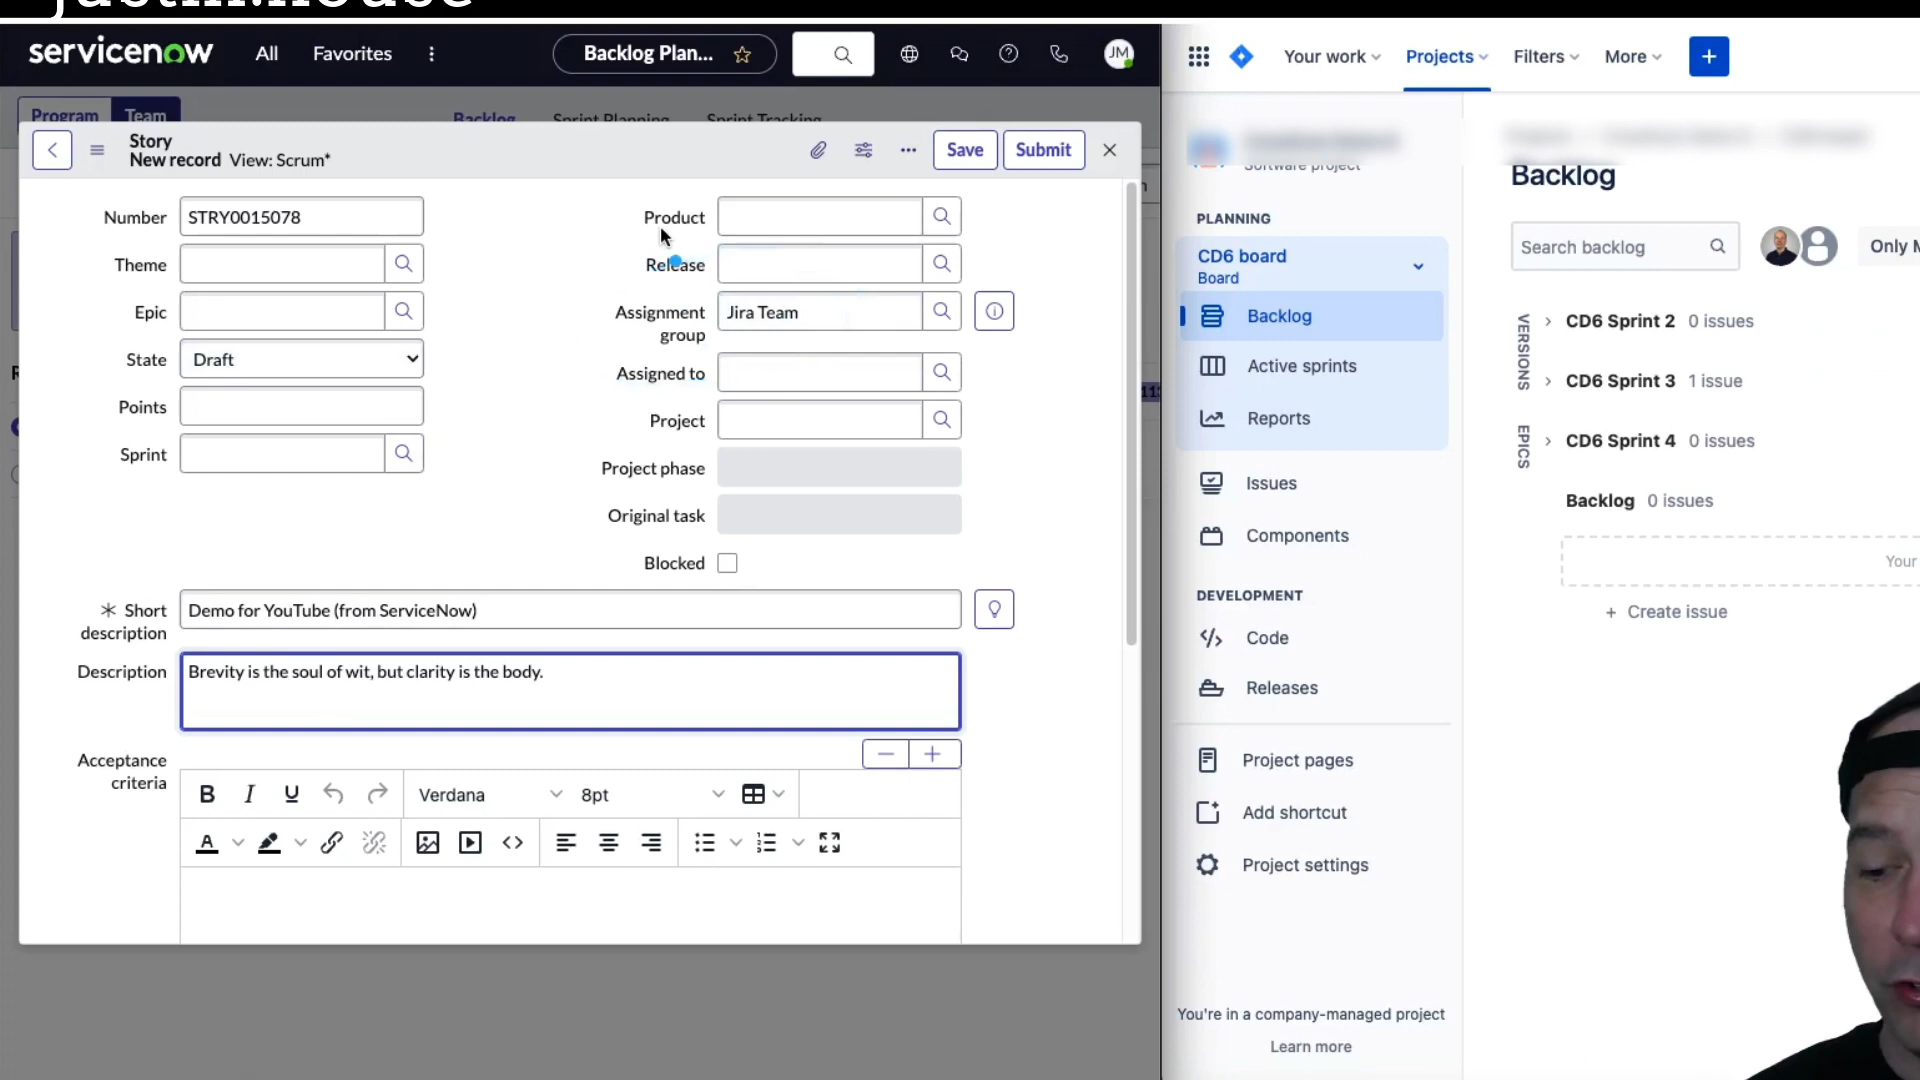 justin.house
servicenow
All
Favorites
Backlog Plan...
JM
Program
Team
Backlog
Sprint Planning
Sprint Tracking
Story
New record View: Scrum*
Save
Submit
Number
STRY0015078
Theme
Epic
State
Draft
Points
Sprint
Product
Release
Assignment
group
Jira Team
Assigned to
Project
Project phase
Original task
Blocked
Short
description
Demo for YouTube (from ServiceNow)
Description
Brevity is the soul of wit, but clarity is the body.
Acceptance
criteria
B I U
Verdana
8pt
Your work
Projects
Filters
More
Software project
PLANNING
CD6 board
Board
Backlog
Active sprints
Reports
Issues
Components
DEVELOPMENT
Code
Releases
Project pages
Add shortcut
Project settings
You're in a company-managed project
Learn more
Backlog
Search backlog
Only
VERSIONS
EPICS
CD6 Sprint 2 0 issues
CD6 Sprint 3 1 issue
CD6 Sprint 4 0 issues
Backlog 0 issues
Your
+ Create issue